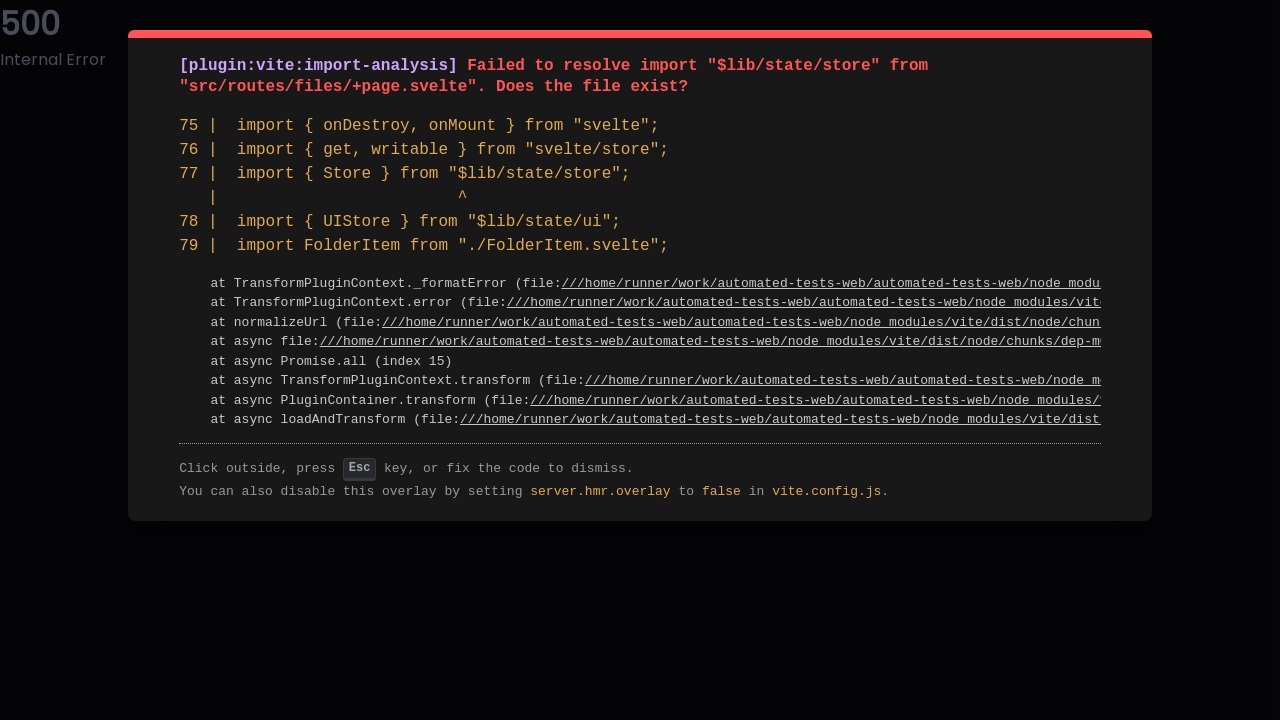 500
Internal Error
[plugin:vite:import-analysis] Failed to resolve import "$lib/state/store" from
"src/routes/files/+page.svelte". Does the file exist?
75 |  import { onDestroy, onMount } from "svelte";
76 |  import { get, writable } from "svelte/store";
77 |  import { Store } from "$lib/state/store";
   |                         ^
78 |  import { UIStore } from "$lib/state/ui";
79 |  import FolderItem from "./FolderItem.svelte";
at TransformPluginContext._formatError (file:///home/runner/work/automated-tests-web/automated-tests-web/node_modu
at TransformPluginContext.error (file:///home/runner/work/automated-tests-web/automated-tests-web/node_modules/vit
at normalizeUrl (file:///home/runner/work/automated-tests-web/automated-tests-web/node_modules/vite/dist/node/chun
at async file:///home/runner/work/automated-tests-web/automated-tests-web/node_modules/vite/dist/node/chunks/dep-m
at async Promise.all (index 15)
at async TransformPluginContext.transform (file:///home/runner/work/automated-tests-web/automated-tests-web/node_m
at async PluginContainer.transform (file:///home/runner/work/automated-tests-web/automated-tests-web/node_modules/
at async loadAndTransform (file:///home/runner/work/automated-tests-web/automated-tests-web/node_modules/vite/dist
Click outside, press Esc key, or fix the code to dismiss.
You can also disable this overlay by setting server.hmr.overlay to false in vite.config.js.